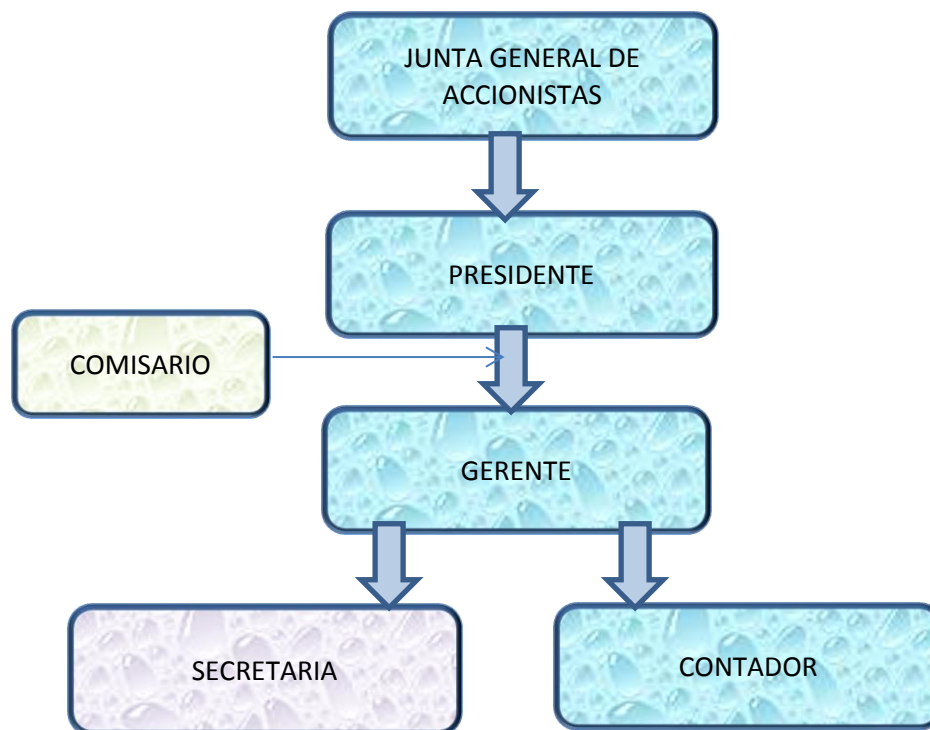 JUNTA GENERAL DE
ACCIONISTAS
PRESIDENTE
COMISARIO
GERENTE
SECRETARIA
CONTADOR